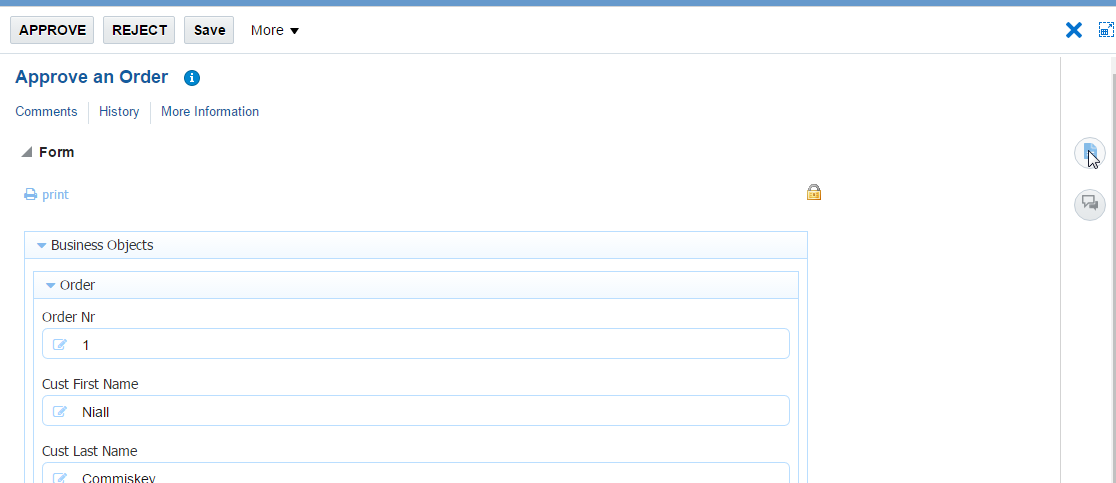 APPROVE REJECT Save More
Approve an Order
Comments History More Information
Form
print
Business Objects
Order
Order Nr
1
Cust First Name
Niall
Cust Last Name
Commiskey